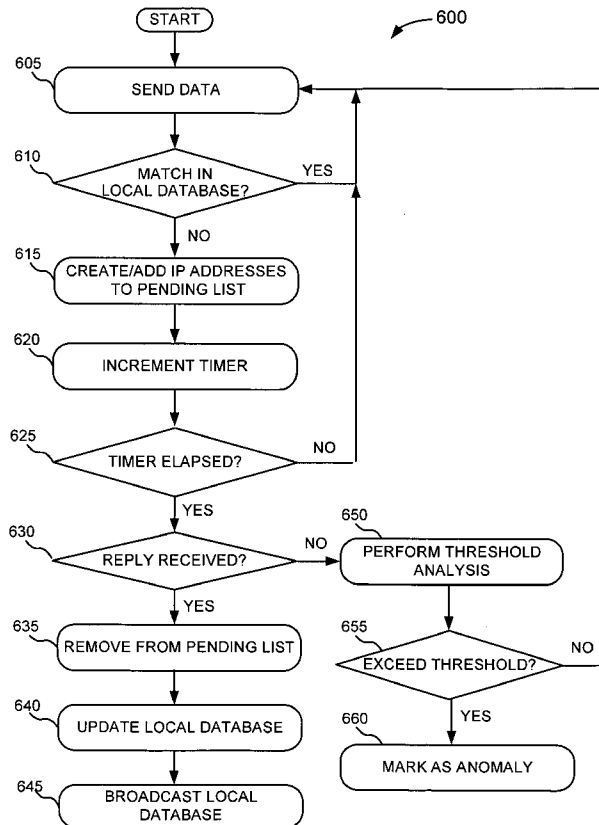 START
600
605
SEND DATA
610
MATCH IN
LOCAL DATABASE?
YES
NO
615
CREATE/ADD IP ADDRESSES
TO PENDING LIST
620
INCREMENT TIMER
625
TIMER ELAPSED?
NO
YES
630
REPLY RECEIVED?
NO
650
PERFORM THRESHOLD
ANALYSIS
YES
635
REMOVE FROM PENDING LIST
655
EXCEED THRESHOLD?
NO
YES
640
UPDATE LOCAL DATABASE
660
MARK AS ANOMALY
645
BROADCAST LOCAL
DATABASE